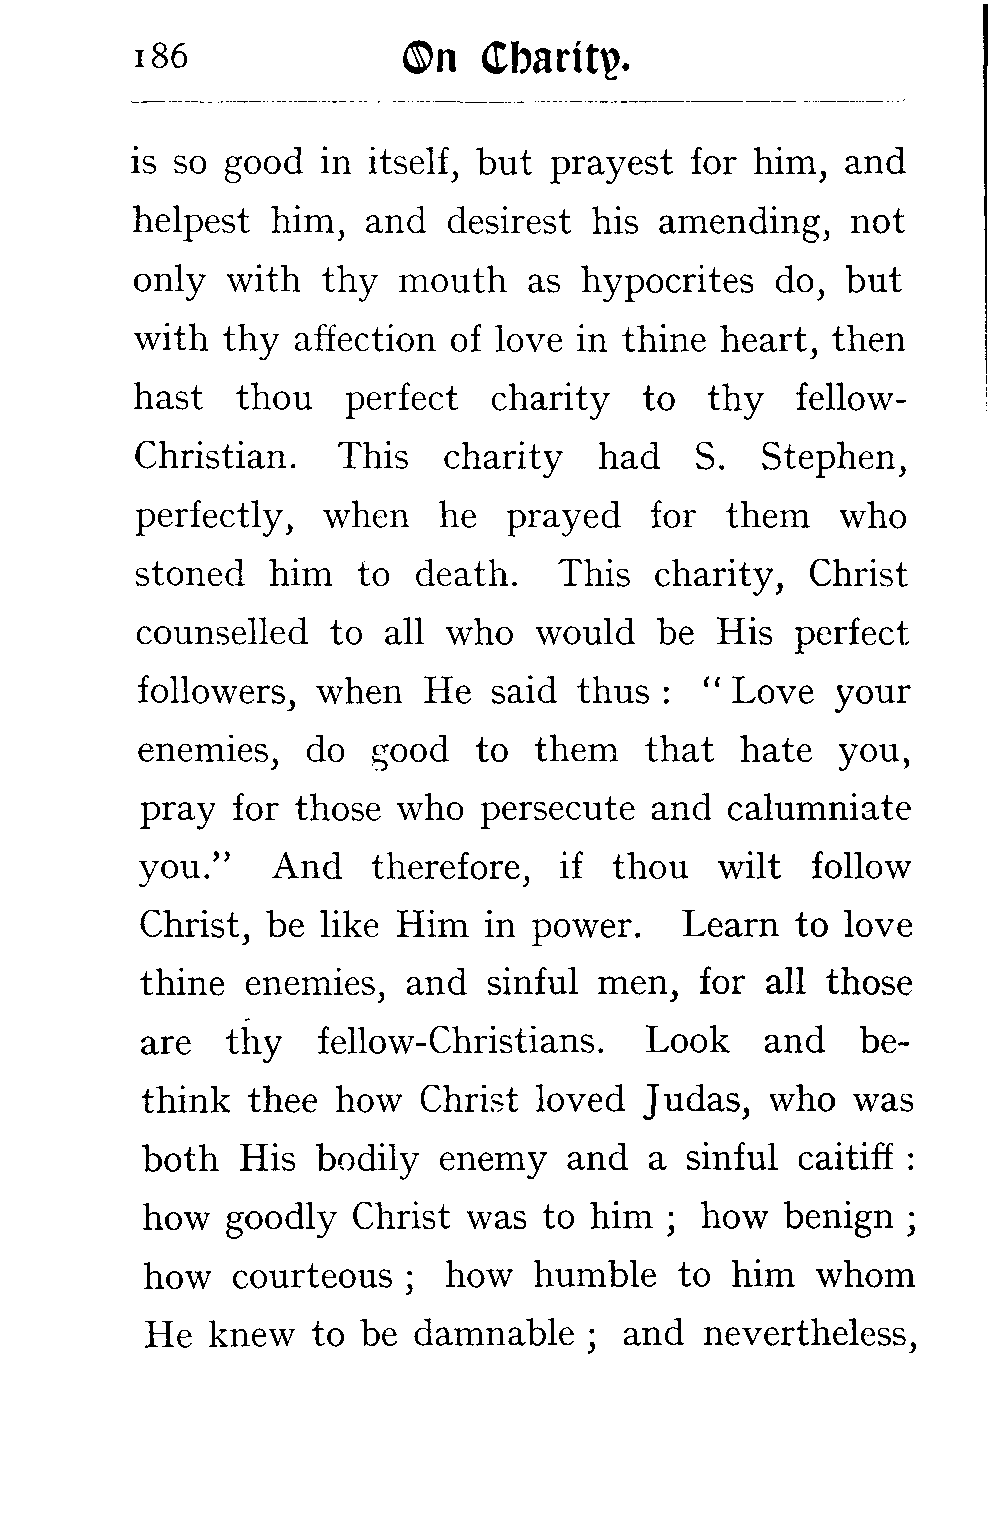 186 On Charity.
is so good in itself, but prayest for him, and
helpest him, and desirest his amending, not
only with thy mouth as hypocrites do, but
with thy affection of love in thine heart, then
hast thou perfect charity to thy fellow-
Christian. This charity had S. Stephen,
perfectly, when he prayed for them who
stoned him to death. This charity, Christ
counselled to all who would be His perfect
followers, when He said thus : “ Love your
enemies, do good to them that hate you,
pray for those who persecute and calumniate
you.” And therefore, if thou wilt follow
Christ, be like Him in power. Learn to love
thine enemies, and sinful men, for all those
are thy fellow-Christians. Look and be-
think thee how Christ loved Judas, who was
both His bodily enemy and a sinful caitiff :
how goodly Christ was to him ; how benign ;
how courteous ; how humble to him whom
He knew to be damnable ; and nevertheless,